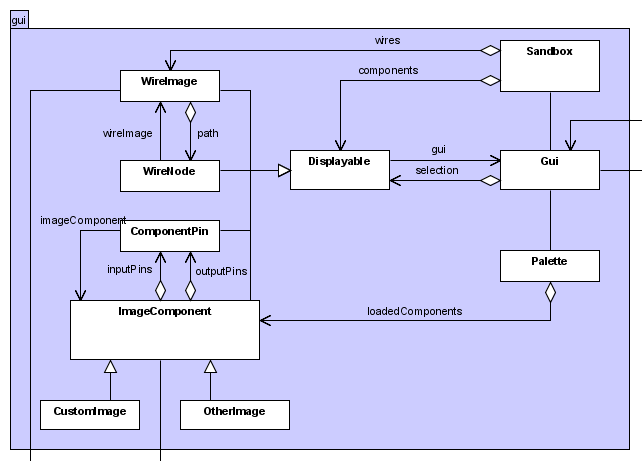 gui
wires
Sandbox
components
WireImage
wireImage
path
gui
Displayable
Gui
WireNode
selection
imageComponent
ComponentPin
inputPins
outputPins
Palette
ImageComponent
loadedComponents
CustomImage
OtherImage